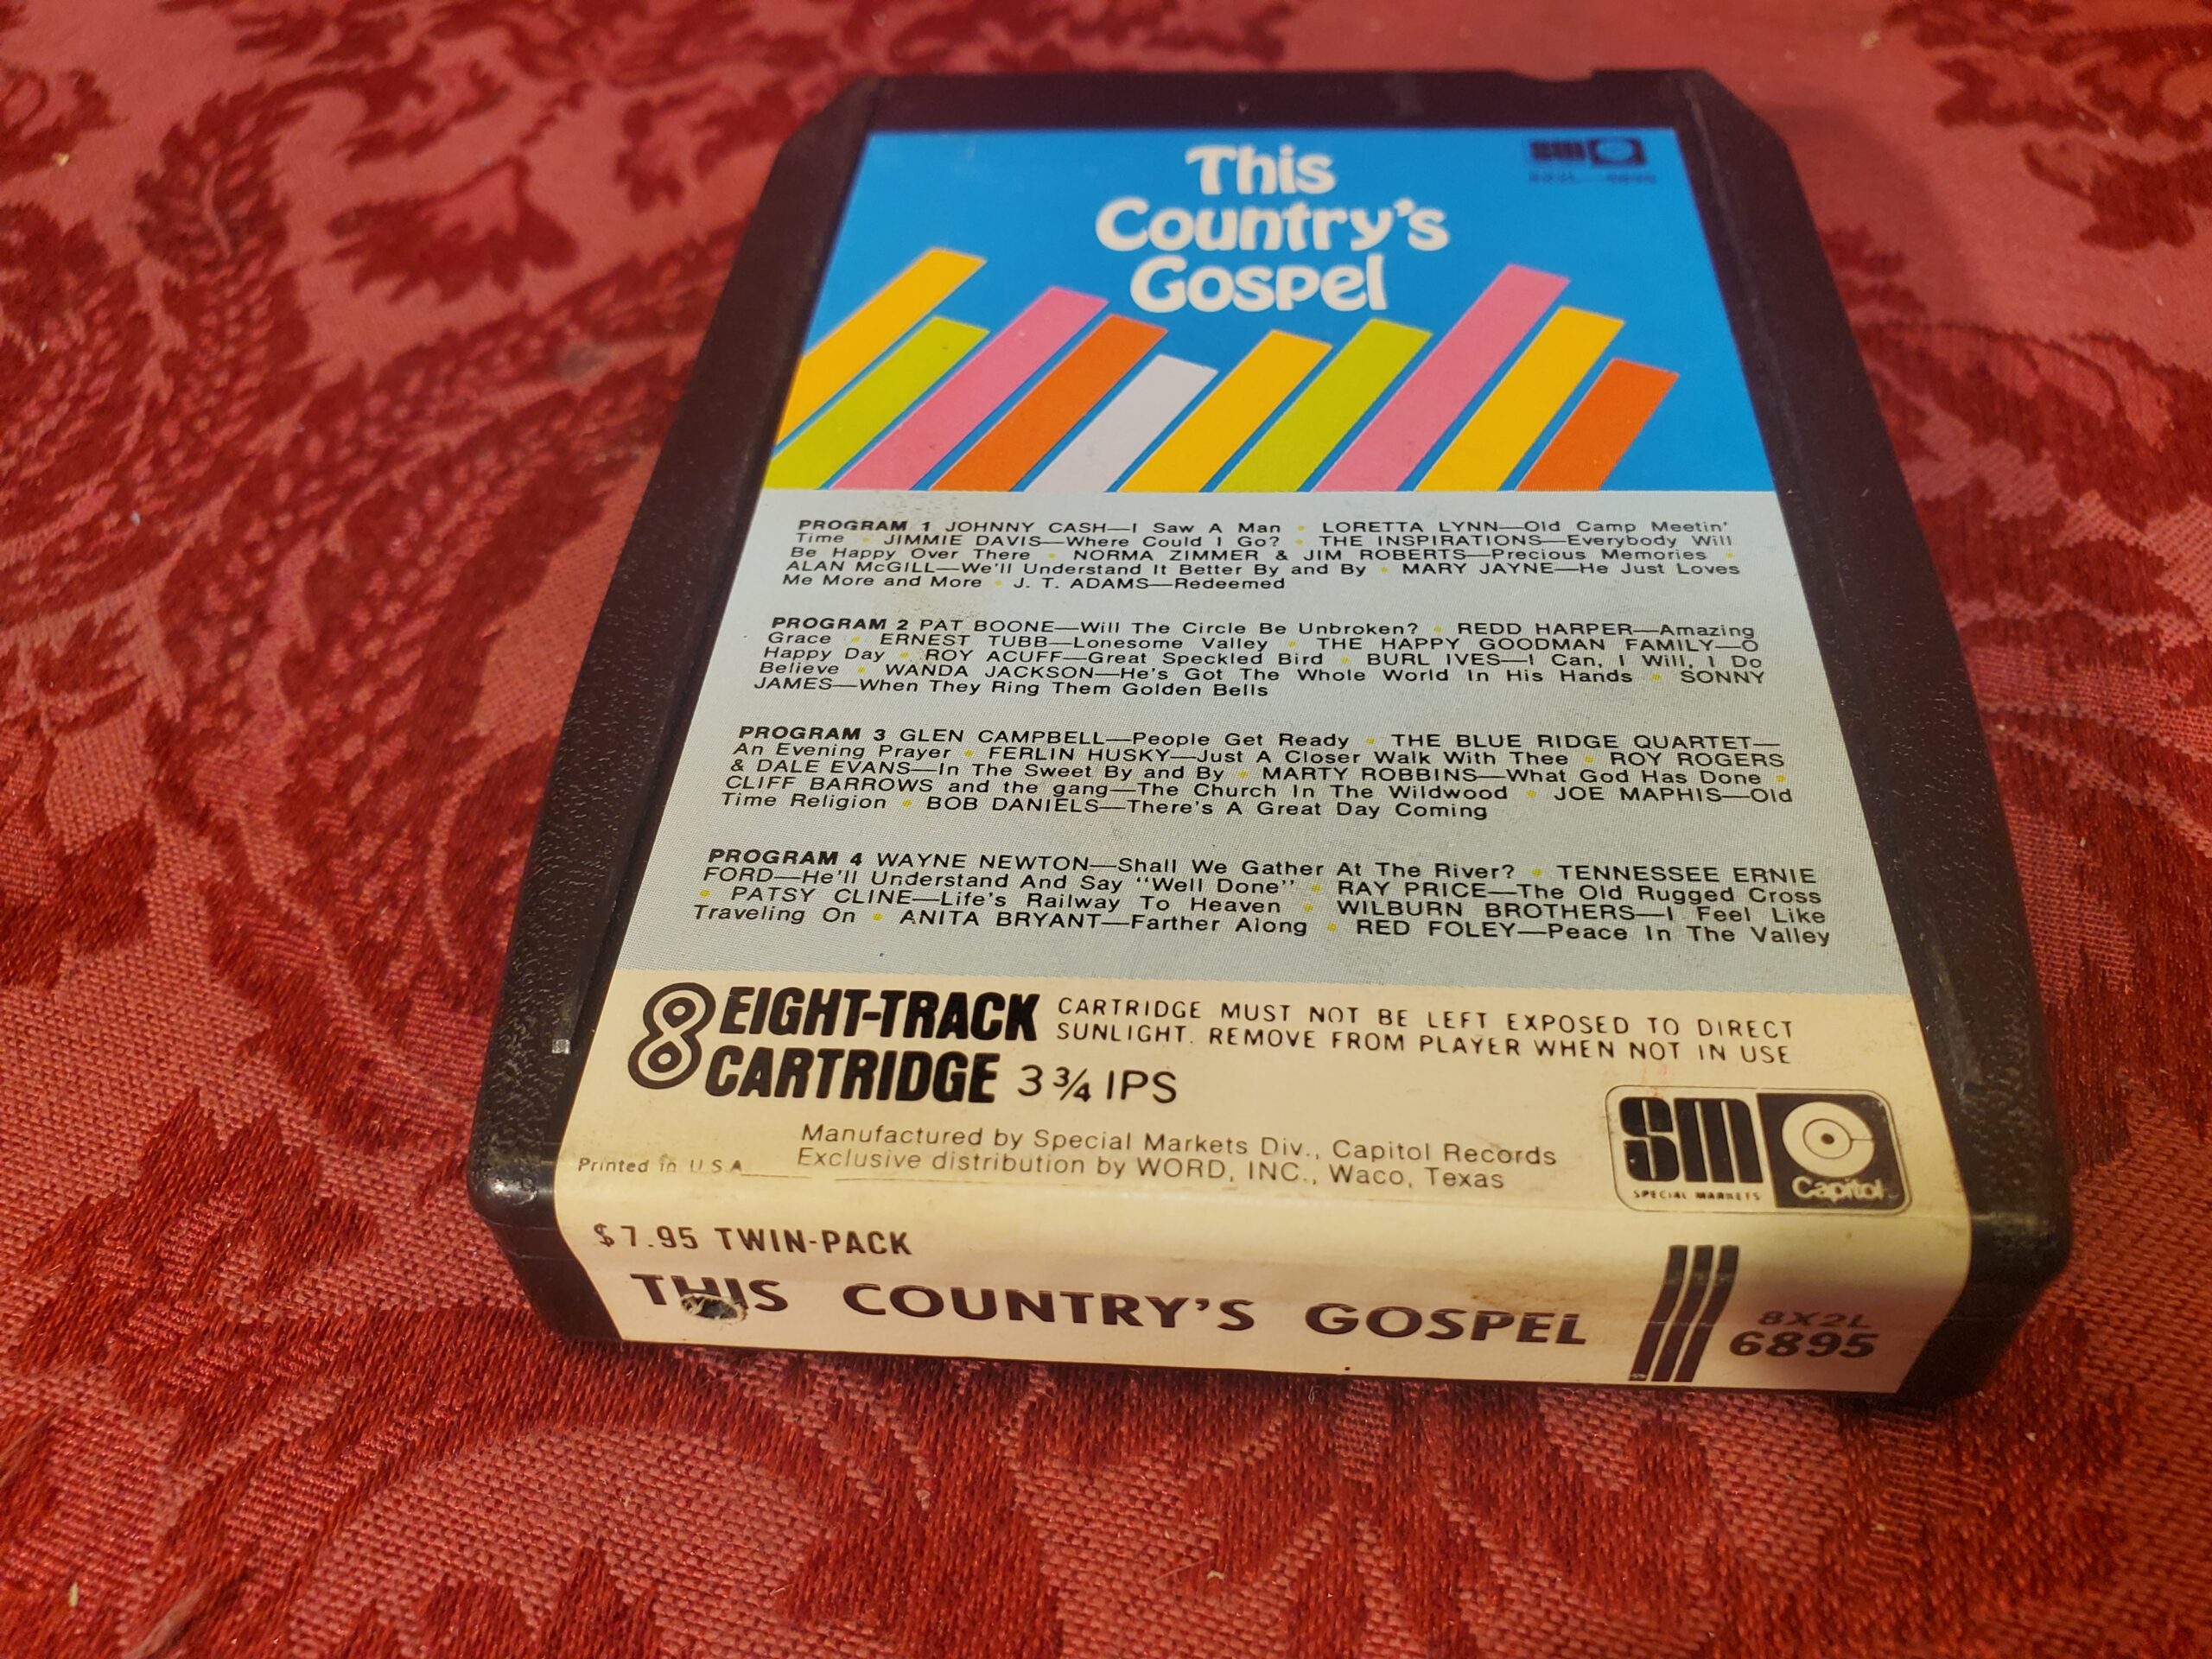 This
Country's
Gospel
SM
PROGRAM 1 JOHNNY CASH—I Saw A Man • LORETTA LYNN—Old Camp Meetin'
Time • JIMMIE DAVIS—Where Could I Go? • THE INSPIRATIONS—Everybody Will
Be Happy Over There • NORMA ZIMMER & JIM ROBERTS—Precious Memories •
ALAN McGILL—We'll Understand It Better By and By • MARY JAYNE—He Just Loves
Me More and More • J. T. ADAMS—Redeemed
PROGRAM 2 PAT BOONE—Will The Circle Be Unbroken? • REDD HARPER—Amazing
Grace • ERNEST TUBB—Lonesome Valley • THE HAPPY GOODMAN FAMILY—O
Happy Day • ROY ACUFF—Great Speckled Bird • BURL IVES—I Can, I Will, I Do
Believe • WANDA JACKSON—He's Got The Whole World In His Hands • SONNY
JAMES—When They Ring Them Golden Bells
PROGRAM 3 GLEN CAMPBELL—People Get Ready • THE BLUE RIDGE QUARTET—
An Evening Prayer • FERLIN HUSKY—Just A Closer Walk With Thee • ROY ROGERS
& DALE EVANS—In The Sweet By and By • MARTY ROBBINS—What God Has Done •
CLIFF BARROWS and the gang—The Church In The Wildwood • JOE MAPHIS—Old
Time Religion • BOB DANIELS—There's A Great Day Coming
PROGRAM 4 WAYNE NEWTON—Shall We Gather At The River? • TENNESSEE ERNIE
FORD—He'll Understand And Say "Well Done" • RAY PRICE—The Old Rugged Cross
• PATSY CLINE—Life's Railway To Heaven • WILBURN BROTHERS—I Feel Like
Traveling On • ANITA BRYANT—Farther Along • RED FOLEY—Peace In The Valley
8 EIGHT-TRACK
CARTRIDGE 3¾ IPS
CARTRIDGE MUST NOT BE LEFT EXPOSED TO DIRECT
SUNLIGHT. REMOVE FROM PLAYER WHEN NOT IN USE
Manufactured by Special Markets Div., Capitol Records
Exclusive distribution by WORD, INC., Waco, Texas
Printed in U.S.A.
SM
SPECIAL MARKETS
Capitol
$7.95 TWIN-PACK
THIS COUNTRY'S GOSPEL
8X2L
6895